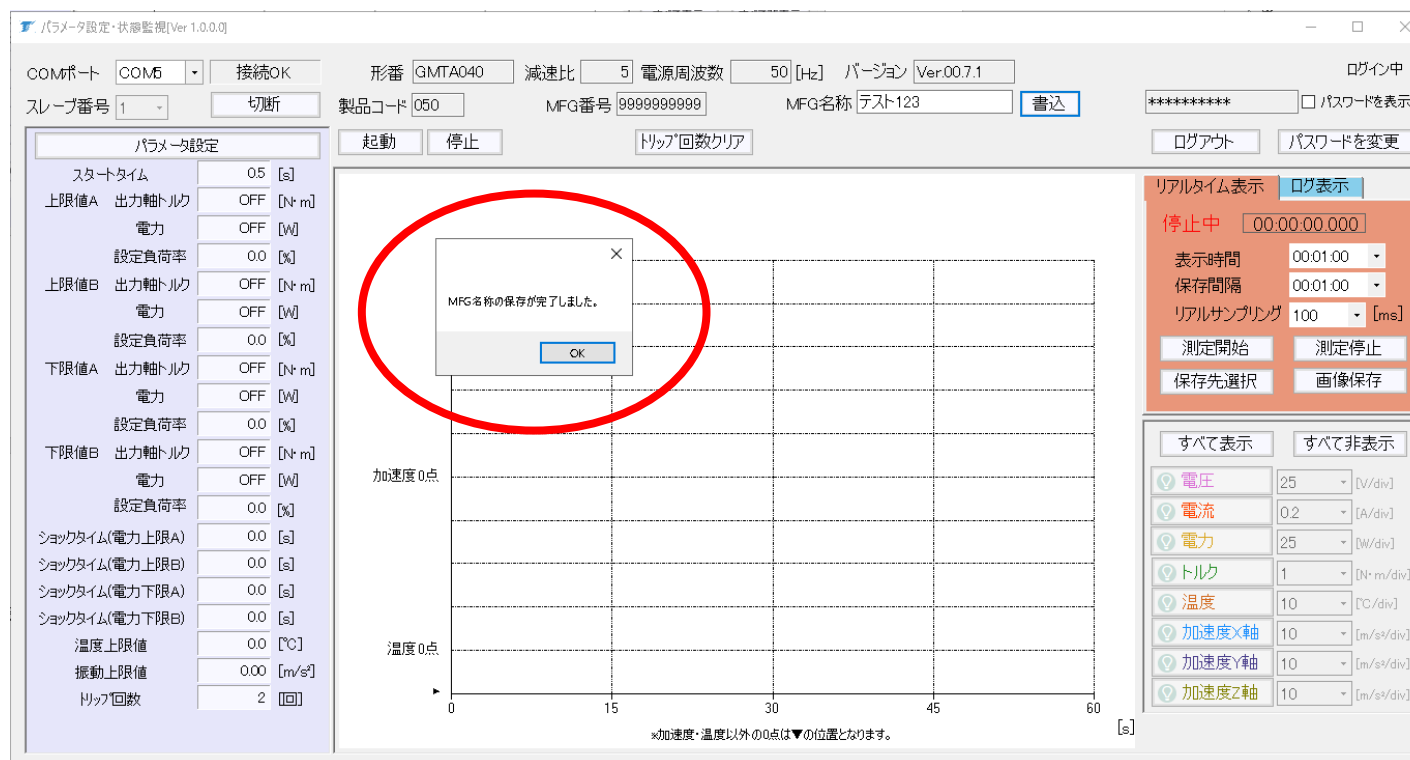 パラメータ設定・状態監視[Ver 1.0.0.0]
COMポート COM5 接続OK 形番 GMTA040 減速比 5 電源周波数 50 [Hz] バージョン Ver.00.7.1 ログイン中
スレーブ番号 1 切断 製品コード 050 MFG番号 9999999999 MFG名称 テスト123 書込 ********** パスワードを表示
パラメータ設定 起動 停止 トリップ回数クリア ログアウト パスワードを変更
スタートタイム 0.5 [s]
上限値A 出力軸トルク OFF [N·m]
電力 OFF [W]
設定負荷率 0.0 [%]
上限値B 出力軸トルク OFF [N·m]
電力 OFF [W]
設定負荷率 0.0 [%]
下限値A 出力軸トルク OFF [N·m]
電力 OFF [W]
設定負荷率 0.0 [%]
下限値B 出力軸トルク OFF [N·m]
電力 OFF [W]
設定負荷率 0.0 [%]
ショックタイム(電力上限A) 0.0 [s]
ショックタイム(電力上限B) 0.0 [s]
ショックタイム(電力下限A) 0.0 [s]
ショックタイム(電力下限B) 0.0 [s]
温度上限値 0.0 [℃]
振動上限値 0.00 [m/s²]
トリップ回数 2 [回]
MFG名称の保存が完了しました。
OK
加速度0点
温度0点
0 15 30 45 60 [s]
※加速度・温度以外の0点は▼の位置となります。
リアルタイム表示 ログ表示
停止中 00:00:00.000
表示時間 00:01:00
保存間隔 00:01:00
リアルサンプリング 100 [ms]
測定開始 測定停止
保存先選択 画像保存
すべて表示 すべて非表示
電圧 25 [V/div]
電流 0.2 [A/div]
電力 25 [W/div]
トルク 1 [N·m/div]
温度 10 [℃/div]
加速度X軸 10 [m/s²/div]
加速度Y軸 10 [m/s²/div]
加速度Z軸 10 [m/s²/div]